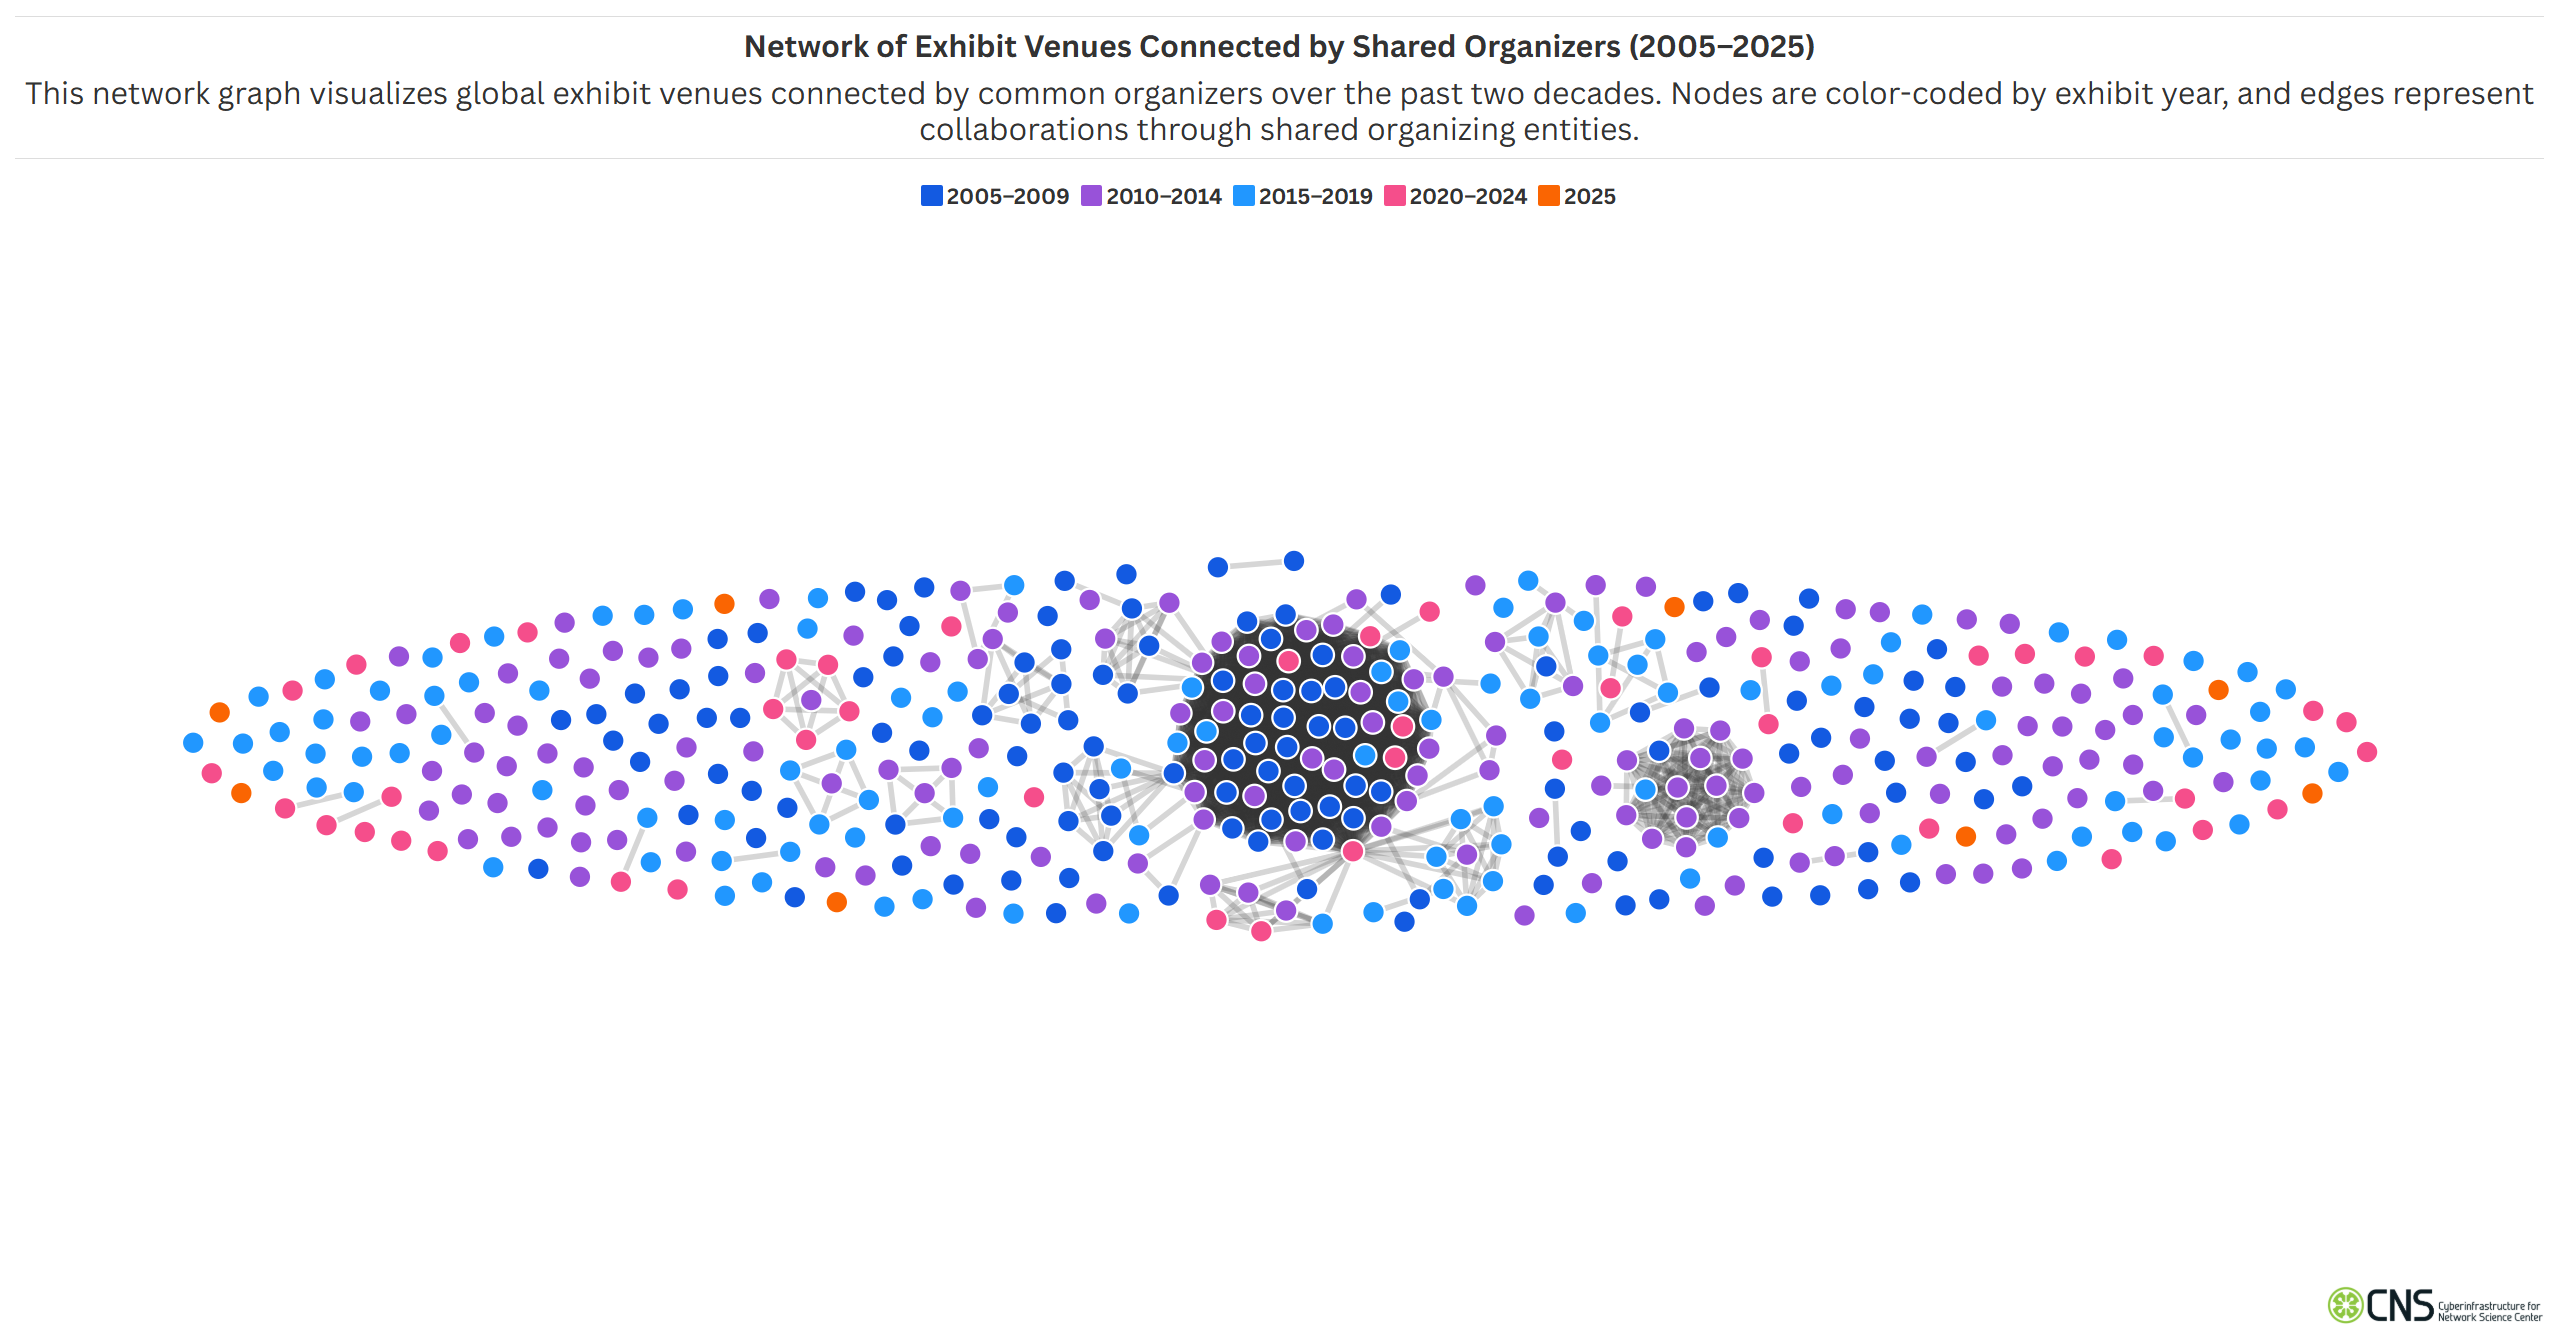 Network of Exhibit Venues Connected by Shared Organizers (2005–2025)
This network graph visualizes global exhibit venues connected by common organizers over the past two decades. Nodes are color-coded by exhibit year, and edges represent
collaborations through shared organizing entities.
2005–2009 2010–2014 2015–2019 2020–2024 2025
CNS Cyberinfrastructure for
Network Science Center